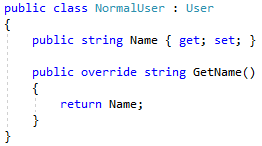 public class NormalUser : User
{
    public string Name { get; set; }

    public override string GetName()
    {
        return Name;
    }
}